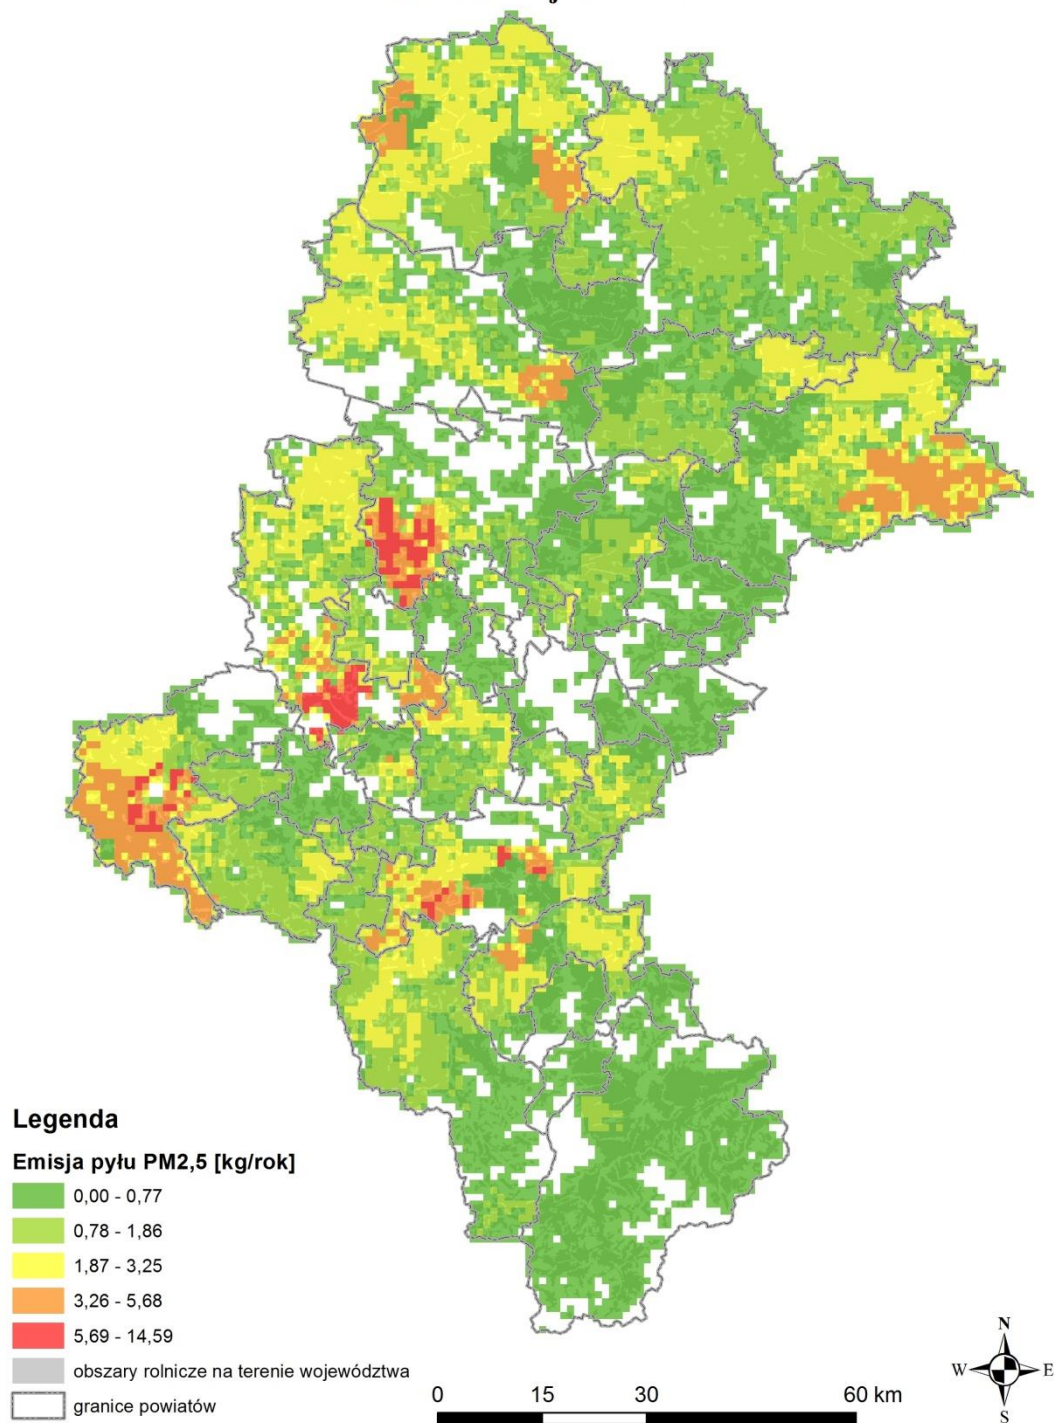 Legenda
Emisja pyłu PM2,5 [kg/rok]
0,00 - 0,77
0,78 - 1,86
1,87 - 3,25
3,26 - 5,68
5,69 - 14,59
obszary rolnicze na terenie województwa
granice powiatów
0 15 30 60 km
N
W E
S